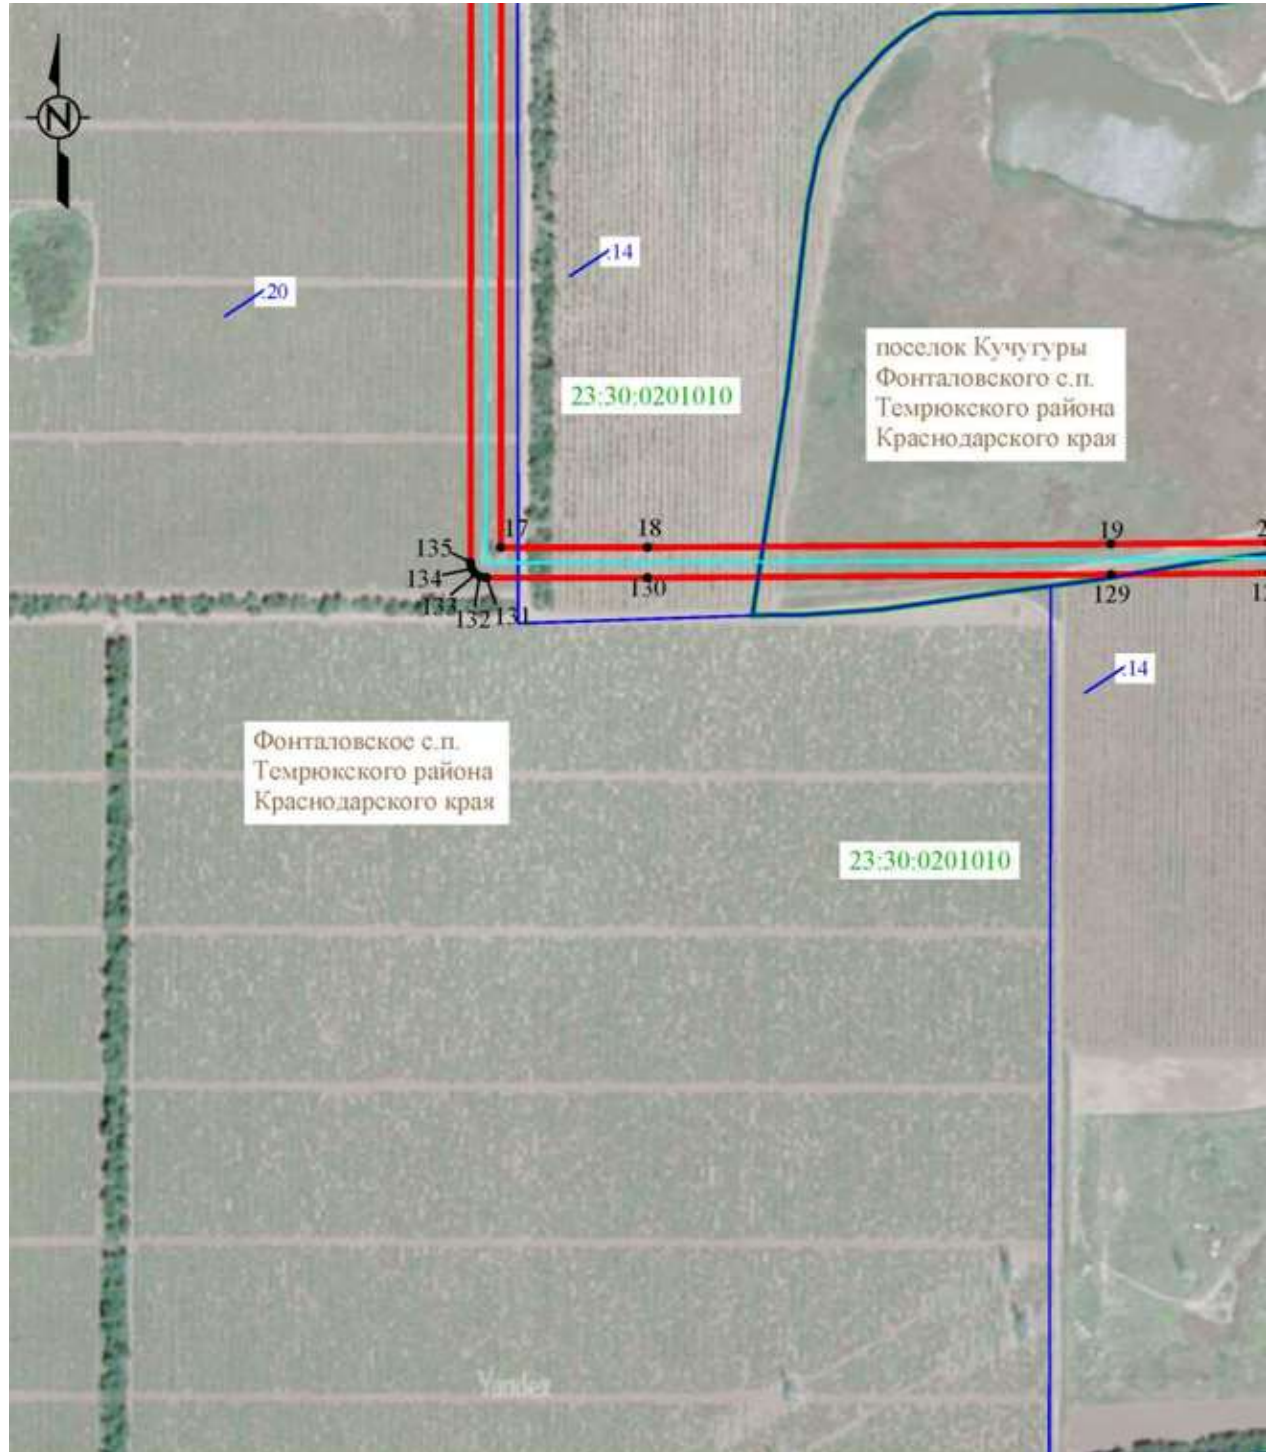 N
:14
:20
поселок Кучугуры
Фонталовского с.п.
Темрюкского района
Краснодарского края
23:30:0201010
17
18
19
135
134
133
132
131
130
129
:14
Фонталовское с.п.
Темрюкского района
Краснодарского края
23:30:0201010
Yandex